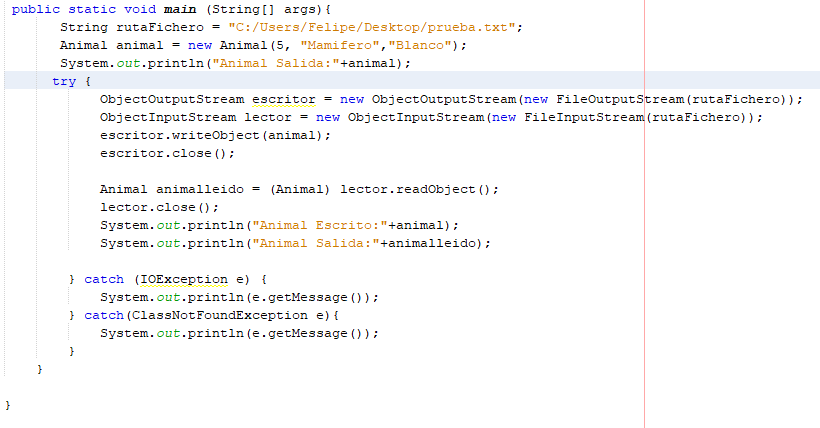 public static void main (String[] args){
String rutaFichero = "C:/Users/Felipe/Desktop/prueba.txt";
Animal animal = new Animal(5, "Mamifero","Blanco");
System.out.println("Animal Salida:"+animal);
try {
ObjectOutputStream escritor = new ObjectOutputStream(new FileOutputStream(rutaFichero));
ObjectInputStream lector = new ObjectInputStream(new FileInputStream(rutaFichero));
escritor.writeObject(animal);
escritor.close();
Animal animalleido = (Animal) lector.readObject();
lector.close();
System.out.println("Animal Escrito:"+animal);
System.out.println("Animal Salida:"+animalleido);
} catch (IOException e) {
System.out.println(e.getMessage());
} catch(ClassNotFoundException e){
System.out.println(e.getMessage());
}
}
}